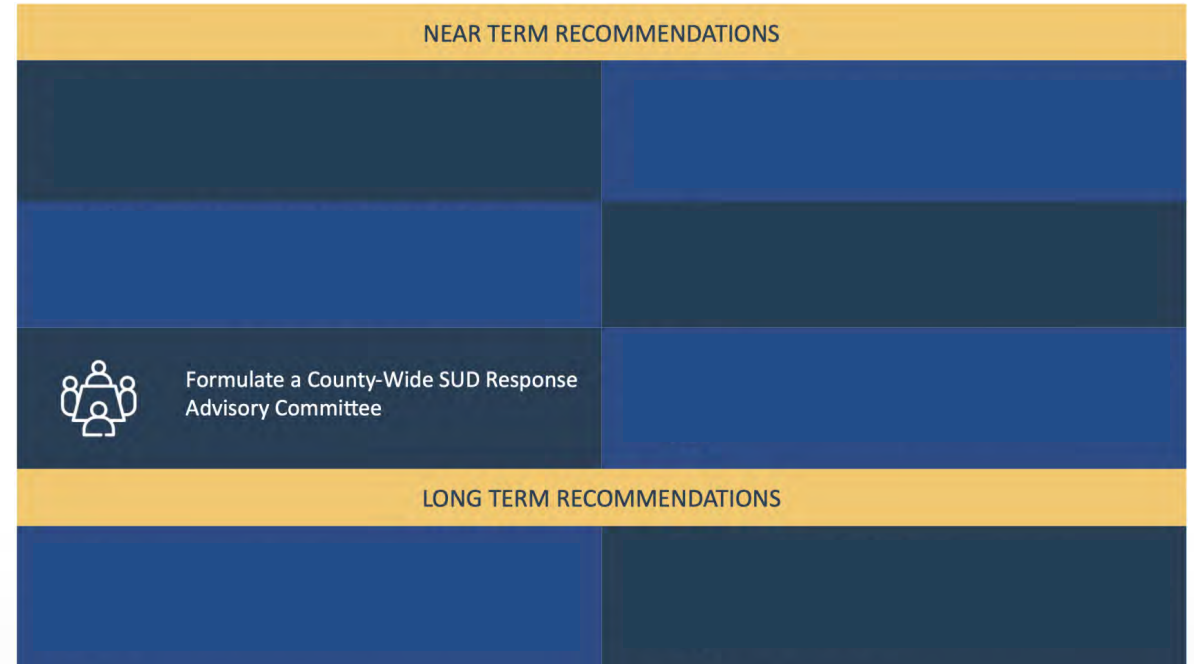 NEAR TERM RECOMMENDATIONS
Formulate a County-Wide SUD Response
Advisory Committee
LONG TERM RECOMMENDATIONS